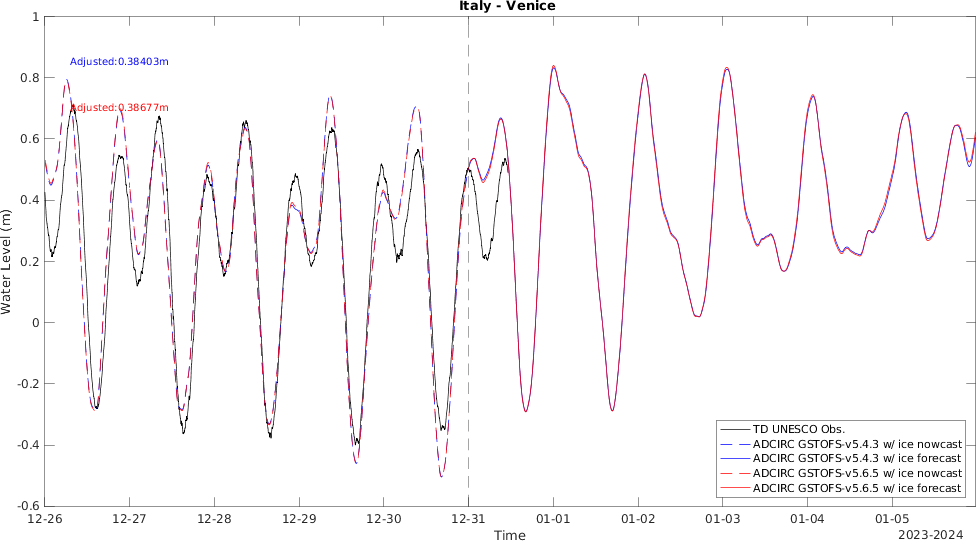 Italy - Venice
Adjusted:0.38403m
Adjusted:0.38677m
Water Level (m)
1
0.8
0.6
0.4
0.2
0
-0.2
-0.4
-0.6
12-26
12-27
12-28
12-29
12-30
12-31
01-01
01-02
01-03
01-04
01-05
Time
2023-2024
TD UNESCO Obs.
ADCIRC GSTOFS-v5.4.3 w/ ice nowcast
ADCIRC GSTOFS-v5.4.3 w/ ice forecast
ADCIRC GSTOFS-v5.6.5 w/ ice nowcast
ADCIRC GSTOFS-v5.6.5 w/ ice forecast